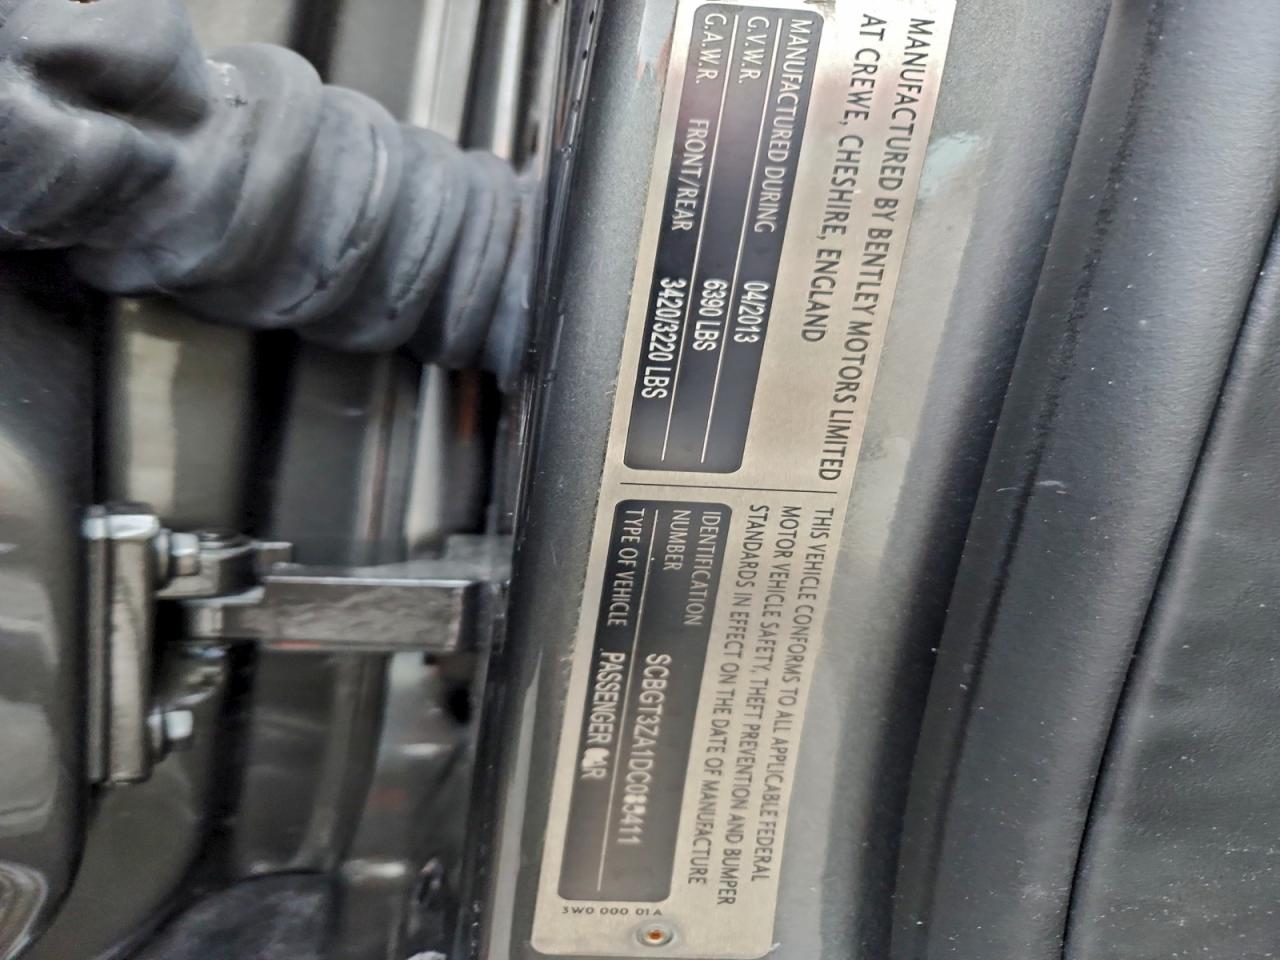 MANUFACTURED BY BENTLEY MOTORS LIMITED
AT CREWE, CHESHIRE, ENGLAND
MANUFACTURED DURING 04/2013
G.V.W.R. 6390 LBS
G.A.W.R. FRONT/REAR 3420/3220 LBS
THIS VEHICLE CONFORMS TO ALL APPLICABLE FEDERAL
MOTOR VEHICLE SAFETY, THEFT PREVENTION AND BUMPER
STANDARDS IN EFFECT ON THE DATE OF MANUFACTURE
IDENTIFICATION
NUMBER SCBGT3ZA1DC085411
TYPE OF VEHICLE PASSENGER CAR
3W0 000 01A